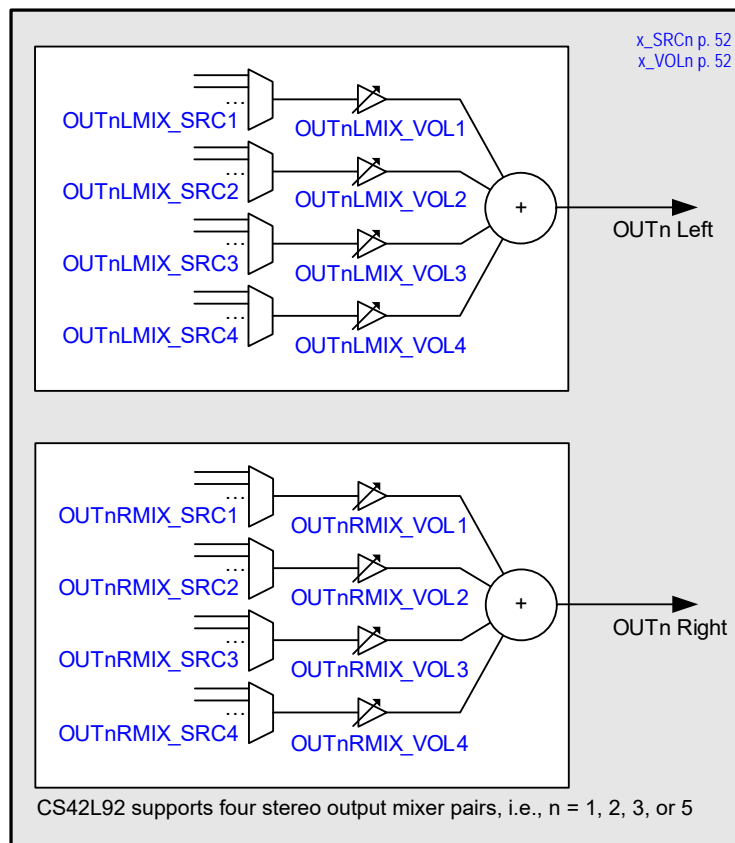 x_SRCn p. 52
x_VOLn p. 52
...
OUTnLMIX_SRC1
OUTnLMIX_VOL1
...
OUTnLMIX_SRC2
OUTnLMIX_VOL2
+
OUTn Left
...
OUTnLMIX_SRC3
OUTnLMIX_VOL3
...
OUTnLMIX_SRC4
OUTnLMIX_VOL4
...
OUTnRMIX_SRC1
OUTnRMIX_VOL1
...
OUTnRMIX_SRC2
OUTnRMIX_VOL2
+
OUTn Right
...
OUTnRMIX_SRC3
OUTnRMIX_VOL3
...
OUTnRMIX_SRC4
OUTnRMIX_VOL4
CS42L92 supports four stereo output mixer pairs, i.e., n = 1, 2, 3, or 5